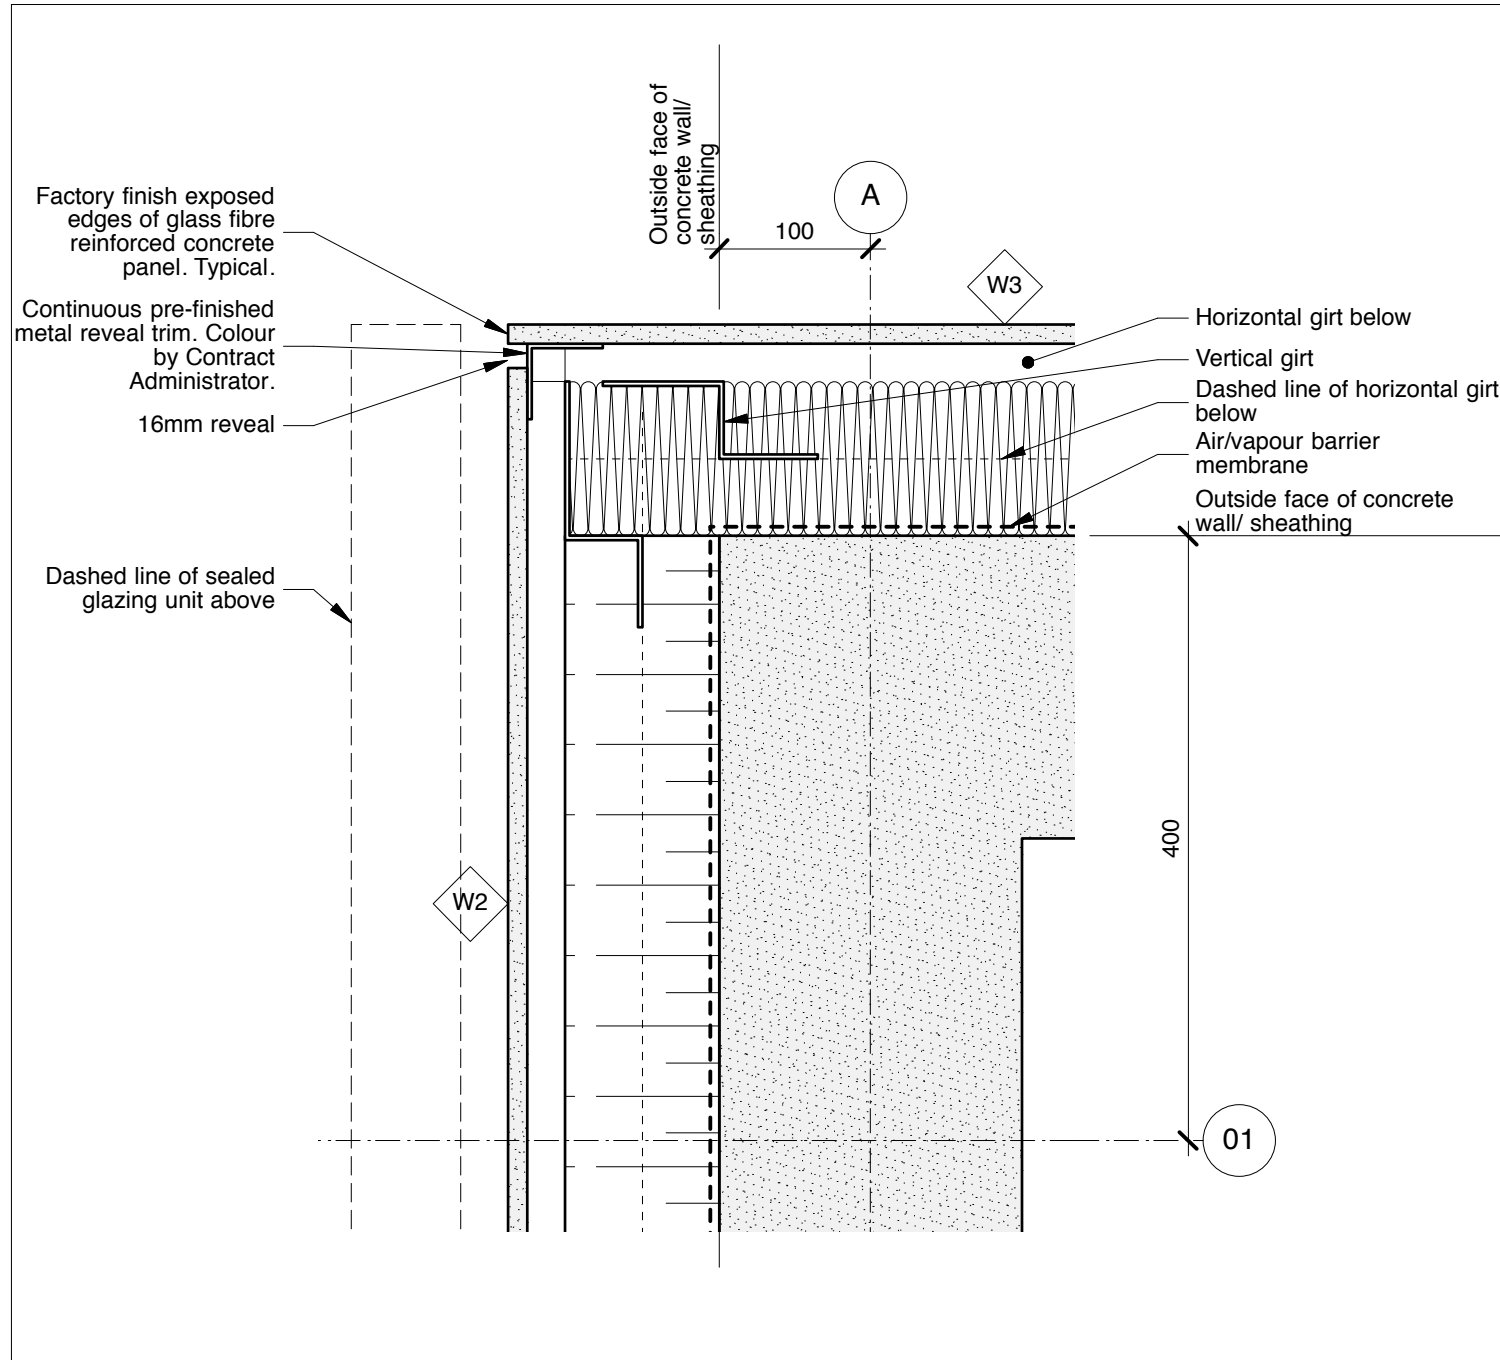 Outside face of
concrete wall/
sheathing
A
100
W3
Factory finish exposed
edges of glass fibre
reinforced concrete
panel. Typical.
Continuous pre-finished
metal reveal trim. Colour
by Contract
Administrator.
16mm reveal
Dashed line of sealed
glazing unit above
Horizontal girt below
Vertical girt
Dashed line of horizontal girt
below
Air/vapour barrier
membrane
Outside face of concrete
wall/ sheathing
400
W2
01